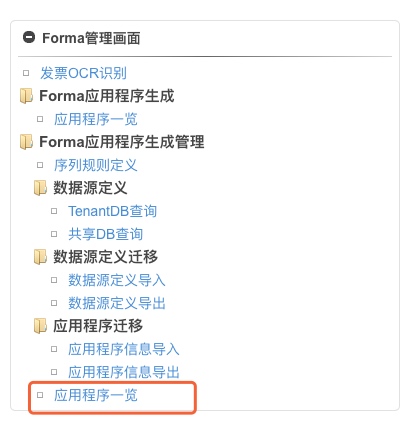 Forma管理画面
发票OCR识别
Forma应用程序生成
应用程序一览
Forma应用程序生成管理
序列规则定义
数据源定义
TenantDB查询
共享DB查询
数据源定义迁移
数据源定义导入
数据源定义导出
应用程序迁移
应用程序信息导入
应用程序信息导出
应用程序一览